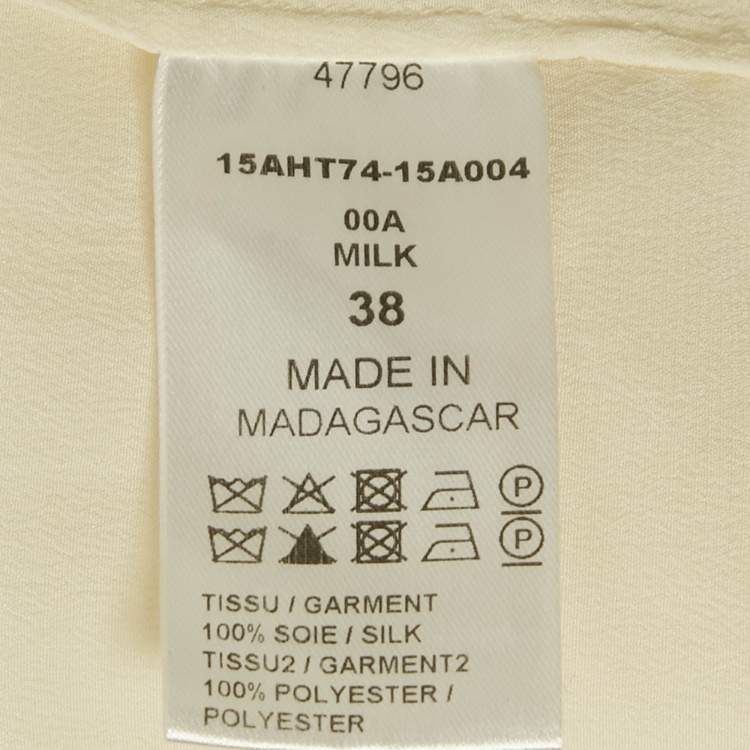 47796
15AHT74-15A004
00A
MILK
38
MADE IN
MADAGASCAR
P
P
TISSU / GARMENT
100% SOIE / SILK
TISSU2 / GARMENT2
100% POLYESTER /
POLYESTER